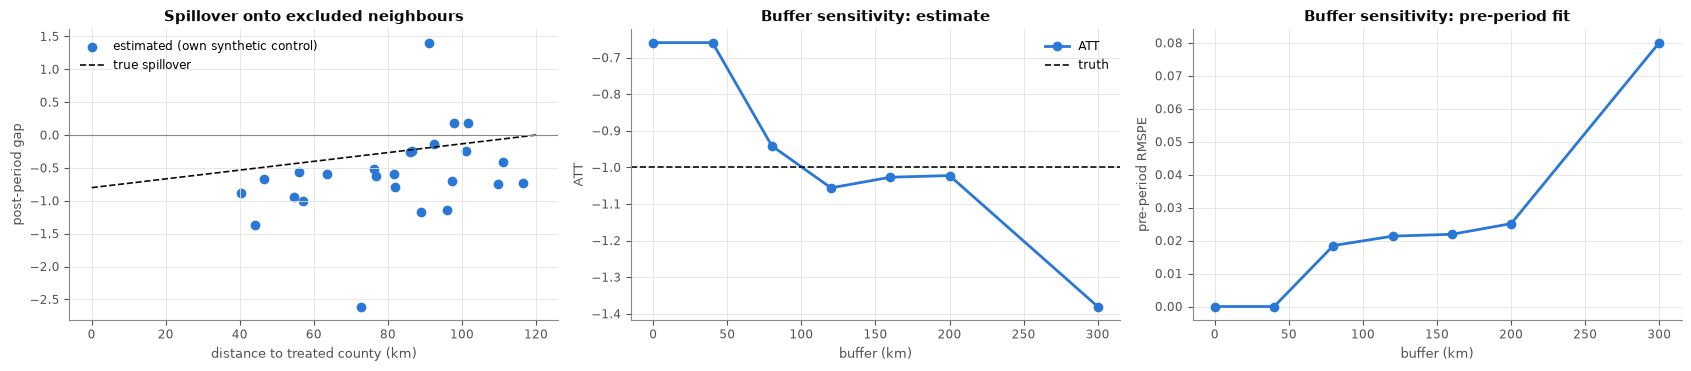 Spillover onto excluded neighbours
estimated (own synthetic control)
true spillover
post-period gap
1.5
1.0
0.5
0.0
−0.5
−1.0
−1.5
−2.0
−2.5
0 20 40 60 80 100 120
distance to treated county (km)
Buffer sensitivity: estimate
ATT
truth
ATT
−0.7
−0.8
−0.9
−1.0
−1.1
−1.2
−1.3
−1.4
0 50 100 150 200 250 300
buffer (km)
Buffer sensitivity: pre-period fit
pre-period RMSPE
0.08
0.07
0.06
0.05
0.04
0.03
0.02
0.01
0.00
0 50 100 150 200 250 300
buffer (km)